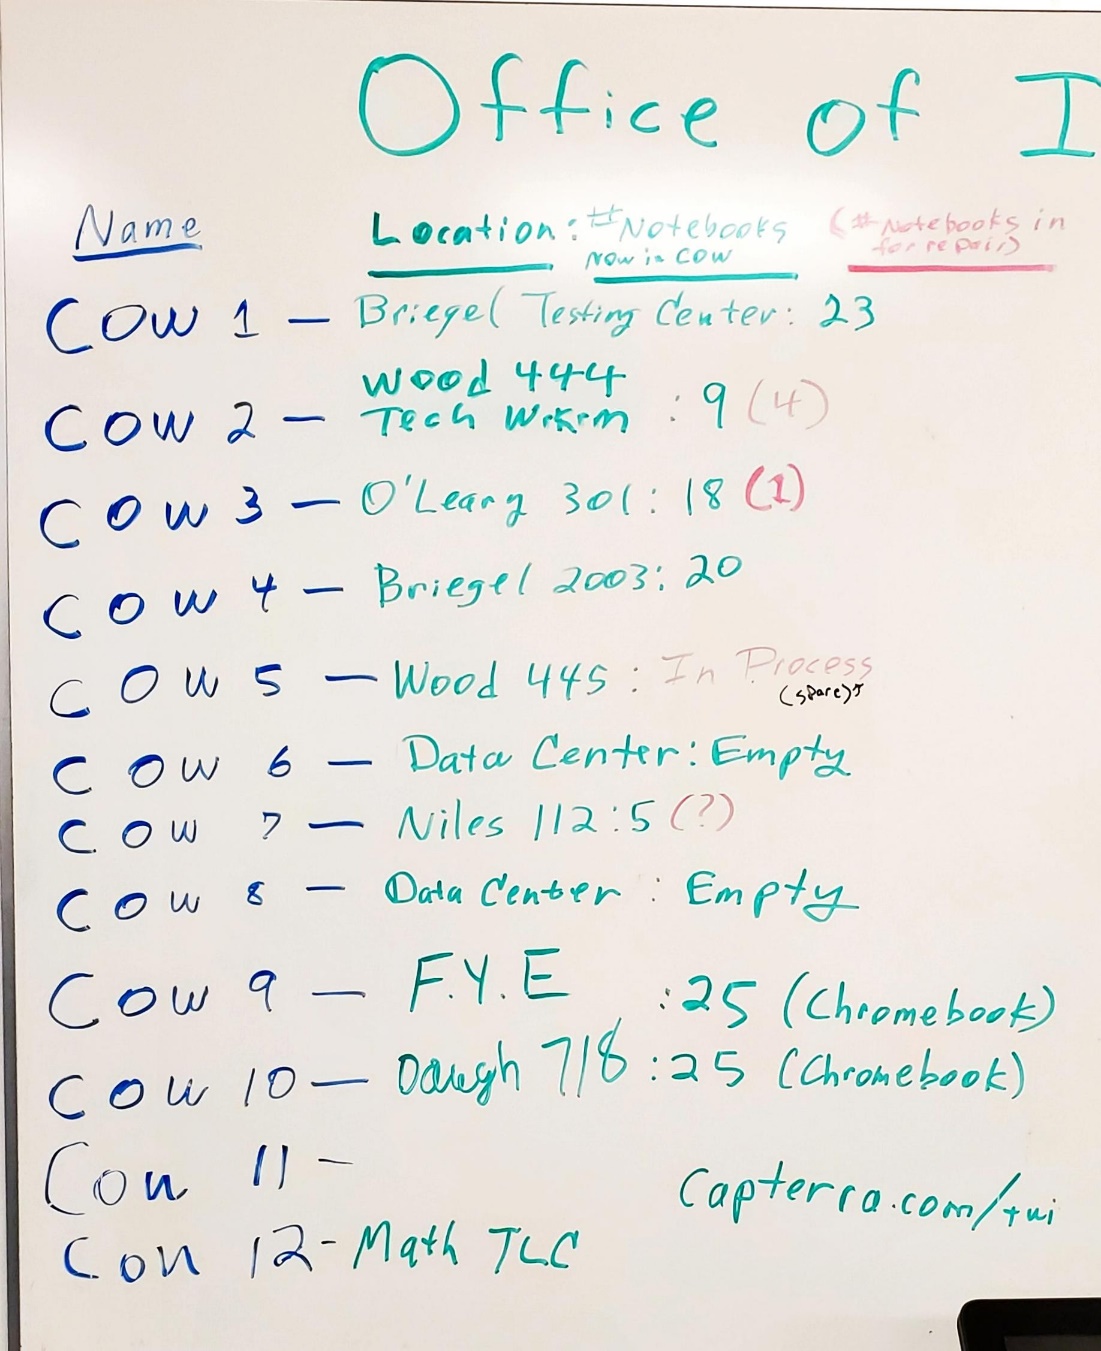 Office of I
Name Location: #Notebooks (#Notebooks in
now in COW for repair)
COW 1 — Briegel Testing Center: 23
Wood 444
COW 2 — Tech Wrkrm : 9 (4)
COW 3 — O'Leary 301: 18 (1)
COW 4 — Briegel 2003: 20
COW 5 — Wood 445: In Process
(spare)
COW 6 — Data Center: Empty
COW 7 — Niles 112: 5 (?)
COW 8 — Data Center : Empty
COW 9 — F.Y.E :25 (Chromebook)
COW 10 — Daugh 718 :25 (Chromebook)
Cow 11 -
Capterra.com/
Cow 12 - Math TLC